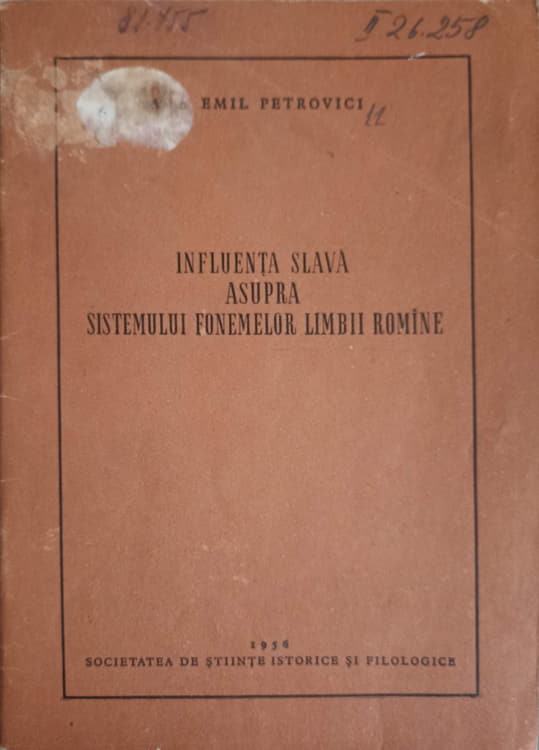 81.455
II 26.258
EMIL PETROVICI
INFLUENȚA SLAVĂ
ASUPRA
SISTEMULUI FONEMELOR LIMBII ROMÎNE
1956
SOCIETATEA DE ȘTIINȚE ISTORICE ȘI FILOLOGICE